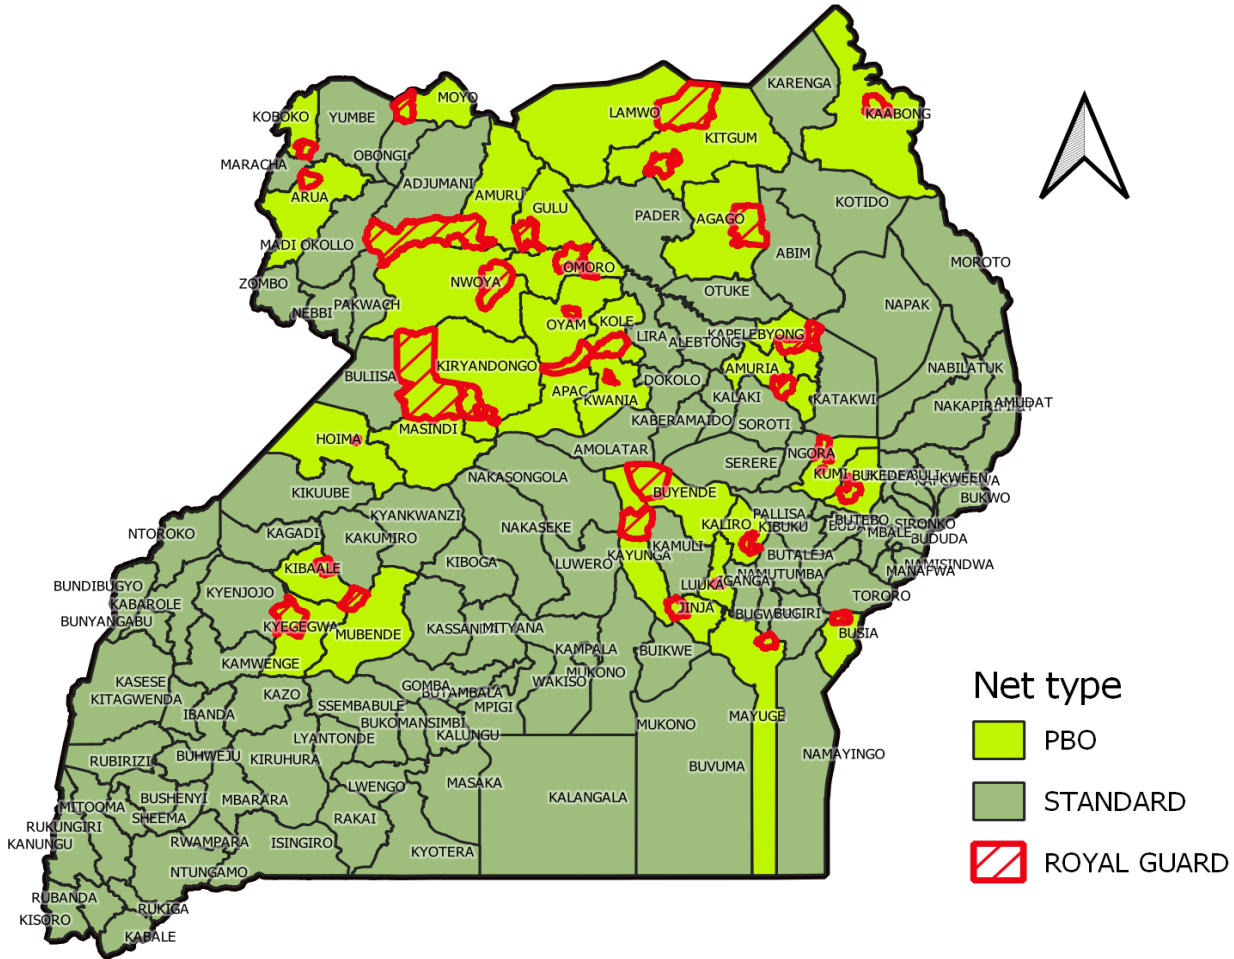 KARENGA
MOYO
KOBOKO
YUMBE
LAMWO
KAABONG
KITGUM
OBONGI
MARACHA
ADJUMANI
ARUA
AMURU
GULU
PADER
AGAGO
KOTIDO
MADI OKOLLO
ABIM
MOROTO
OMORO
ZOMBO
NWOYA
OTUKE
NEBBI
PAKWACH
NAPAK
OYAM
KOLE
LIRA
ALEBTONG
KAPELEBYONG
KIRYANDONGO
AMURIA
NABILATUK
BULIISA
DOKOLO
APAC
KWANIA
KALAKI
KATAKWI
NAKAPIRIPIRIT
AMUDAT
KABERAMAIDO
SOROTI
MASINDI
HOIMA
AMOLATAR
NGORA
SERERE
KUMI
BUKEDEA
KWEEN
BUKWO
NAKASONGOLA
KIKUUBE
BUYENDE
KYANKWANZI
NAKASEKE
KALIRO
PALLISA
KIBUKU
BUTEBO
SIRONKO
MBALE
BUDUDA
NTOROKO
KAGADI
KAKUMIRO
KAMULI
KAYUNGA
BUTALEJA
KIBOGA
LUWERO
NAMISINDWA
MANAFWA
KIBAALE
NAMUTUMBA
IGANGA
LUUKA
BUNDIBUGYO
KYENJOJO
TORORO
KABAROLE
BUNYANGABU
JINJA
BUGWERI
BUGIRI
KYEGEGWA
MUBENDE
KASSANDA
MITYANA
BUSIA
KAMPALA
BUIKWE
KAMWENGE
MUKONO
WAKISO
KASESE
KITAGWENDA
KAZO
GOMBA
BUTAMBALA
MPIGI
SSEMBABULE
IBANDA
BUKOMANSIMBI
KALUNGU
MUKONO
MAYUGE
LYANTONDE
BUHWEJU
KIRUHURA
RUBIRIZI
NAMAYINGO
BUVUMA
LWENGO
MASAKA
KALANGALA
BUSHENYI
MBARARA
MITOOMA
SHEEMA
RAKAI
RUKUNGIRI
KANUNGU
RWAMPARA
ISINGIRO
KYOTERA
NTUNGAMO
RUBANDA
RUKIGA
KISORO
KABALE
Net type
PBO
STANDARD
ROYAL GUARD